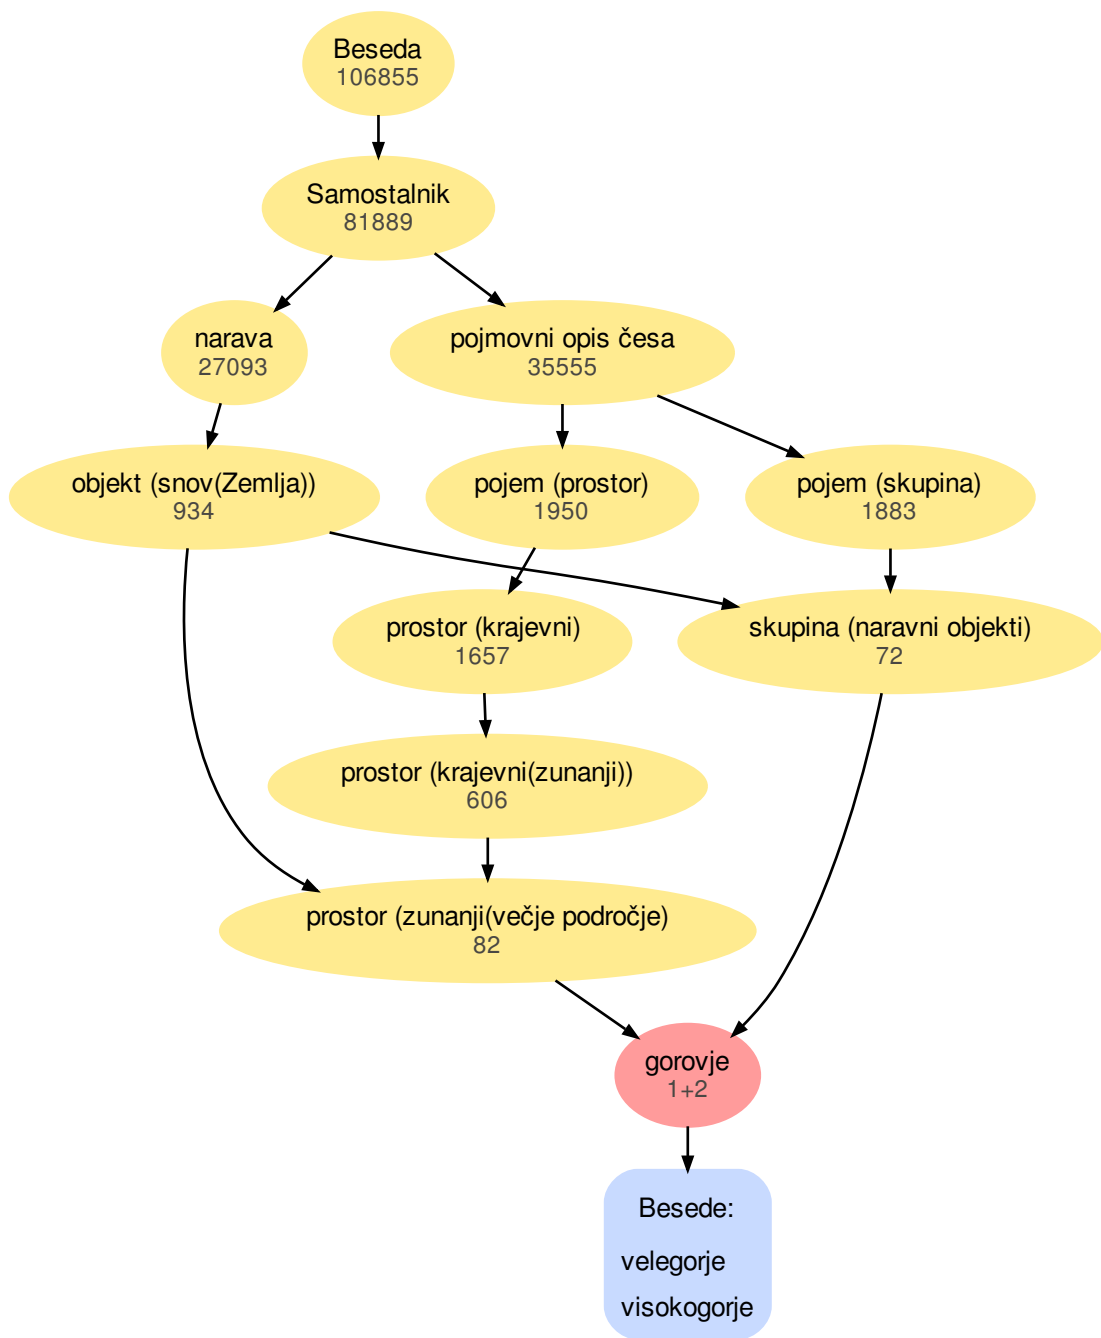 Beseda
106855
Samostalnik
81889
narava
27093
pojmovni opis česa
35555
objekt (snov(Zemlja))
934
pojem (prostor)
1950
pojem (skupina)
1883
prostor (krajevni)
1657
skupina (naravni objekti)
72
prostor (krajevni(zunanji))
606
prostor (zunanji(večje področje)
82
gorovje
1+2
Besede:
velegorje
visokogorje